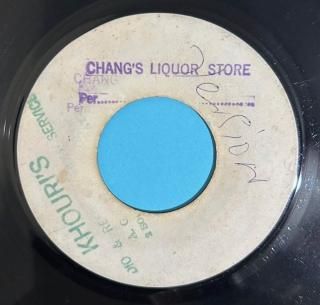 CHANG'S LIQUOR STORE
CHANG
Per
Per
Version
KHOURI'S
SERVICE